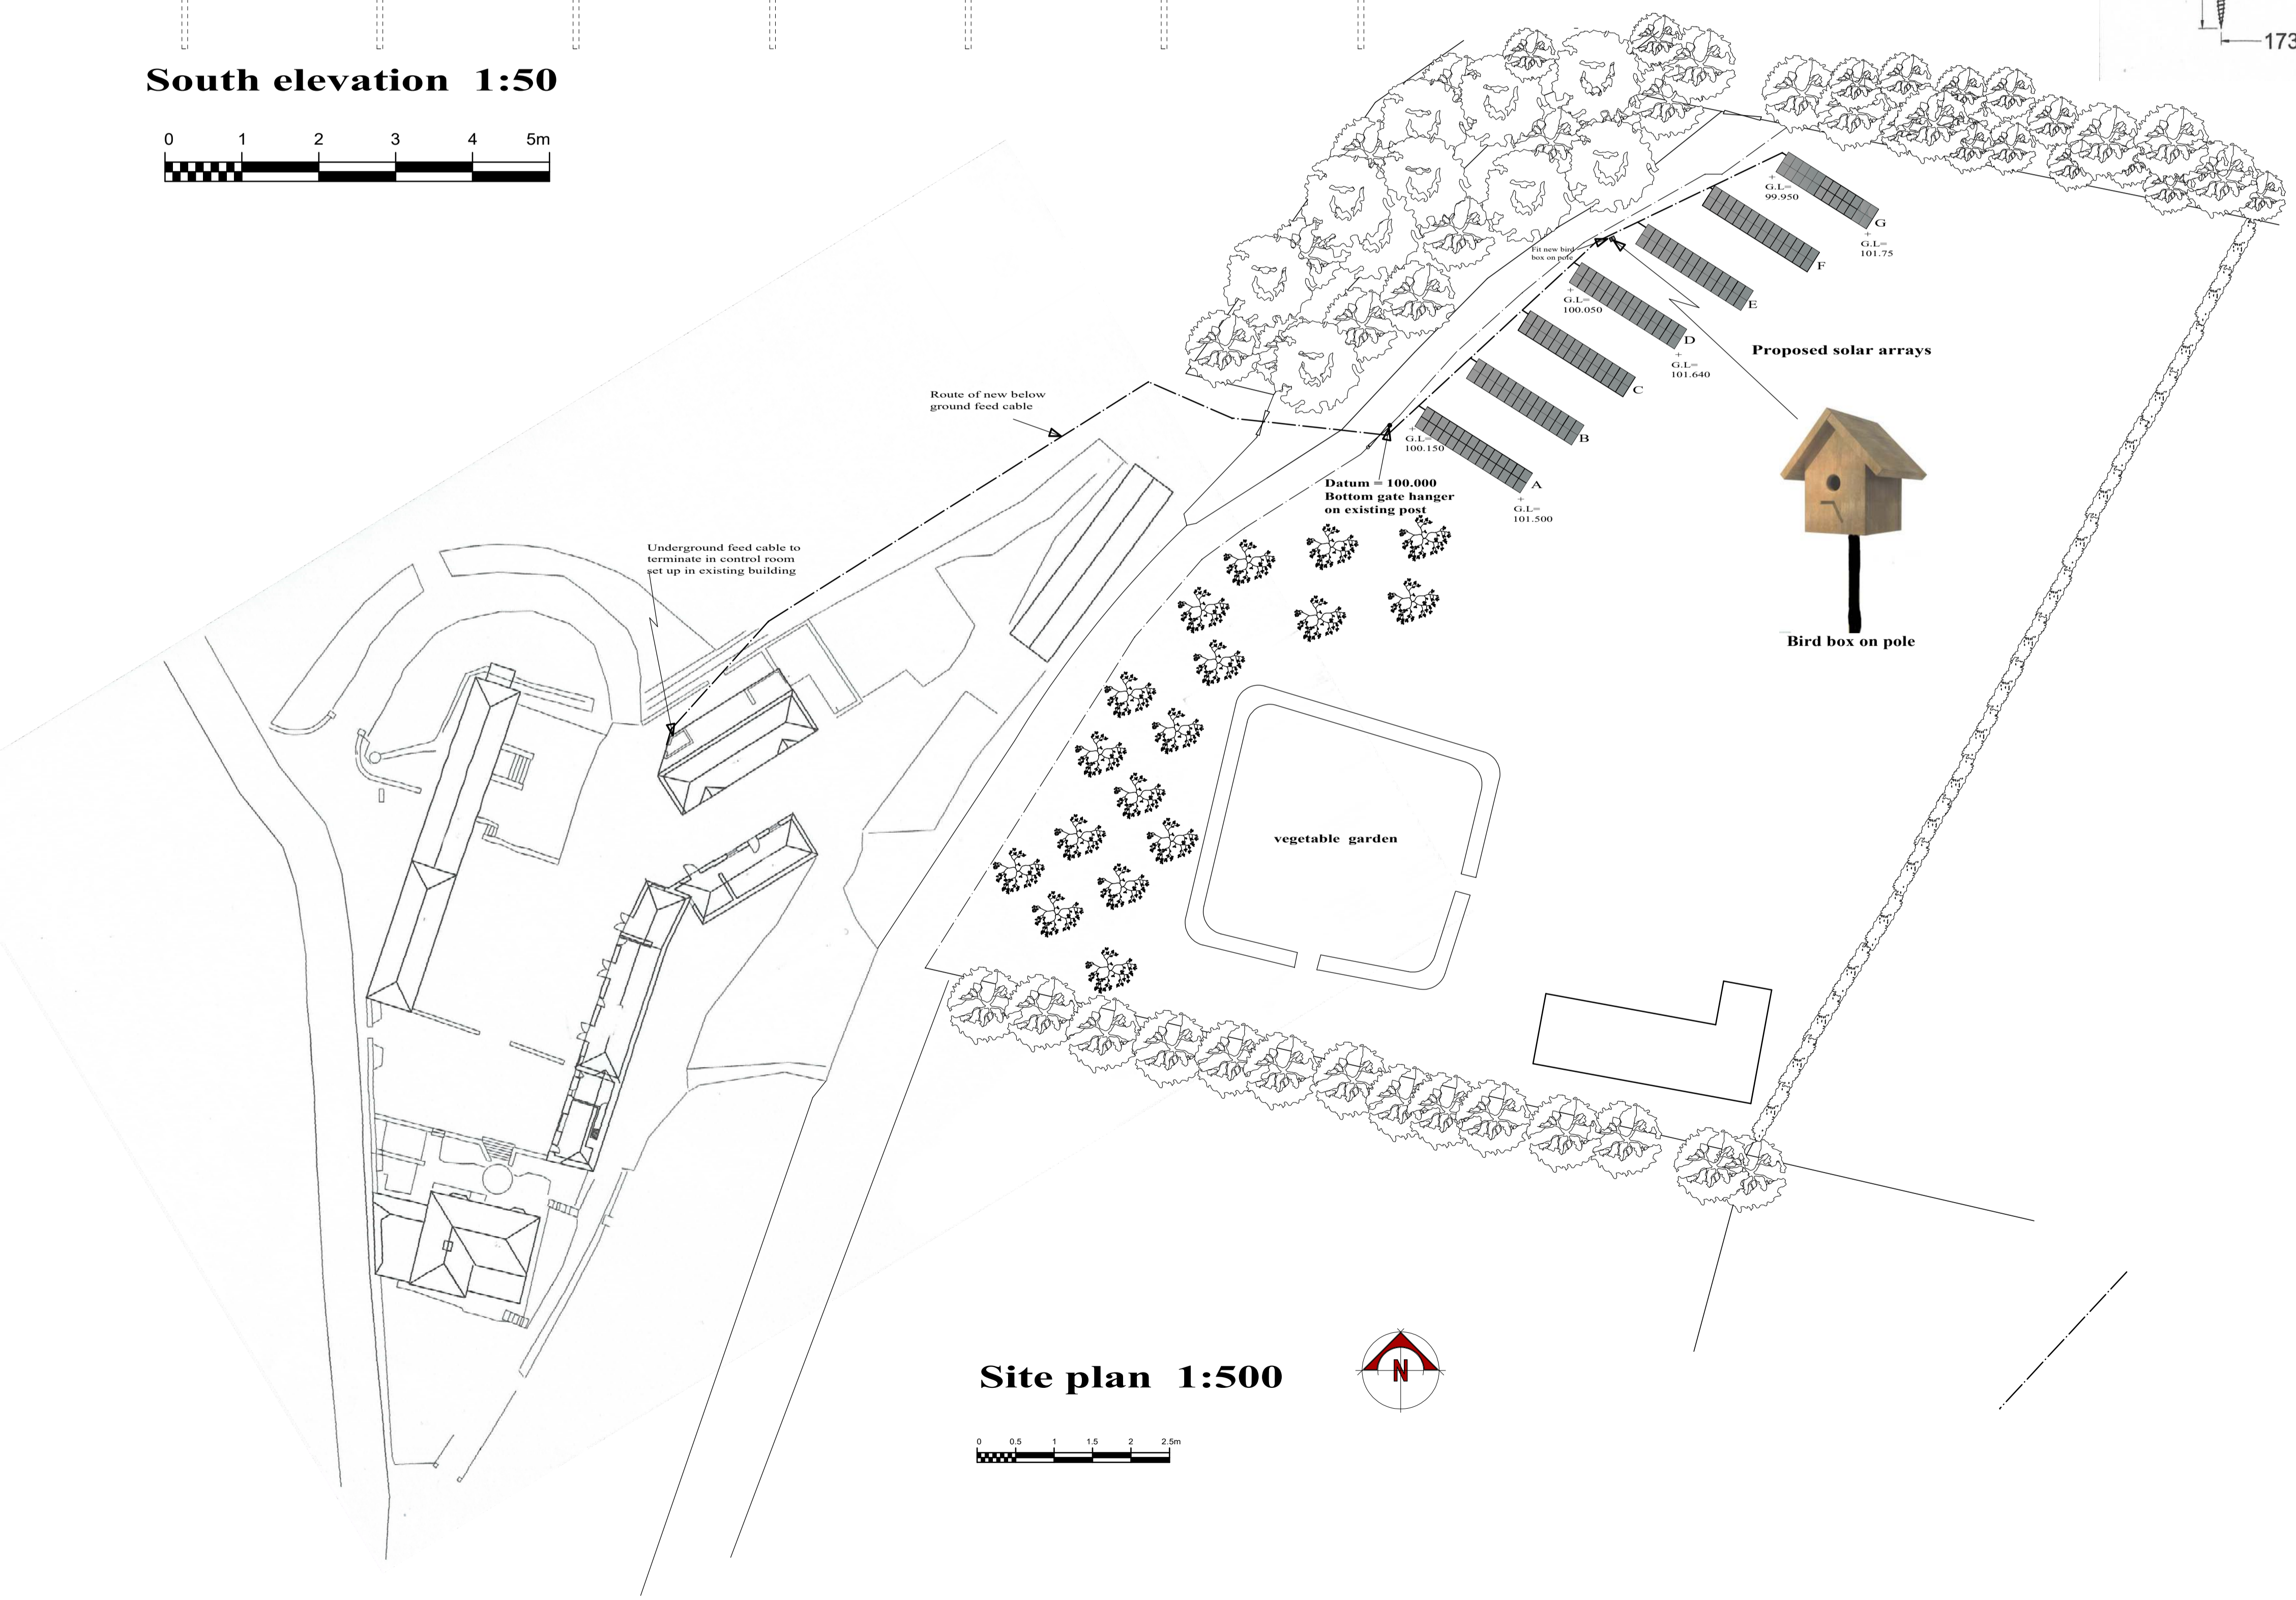 173
South elevation 1:50
0 1 2 3 4 5m
G.L=
99.950
G
G.L=
101.75
F
Fit new bird
box on pole
E
G.L=
100.050
D
G.L=
101.640
Proposed solar arrays
C
Route of new below
ground feed cable
B
G.L=
100.150
A
G.L=
101.500
Datum = 100.000
Bottom gate hanger
on existing post
Underground feed cable to
terminate in control room
set up in existing building
Bird box on pole
vegetable garden
Site plan 1:500
N
0 0.5 1 1.5 2 2.5m